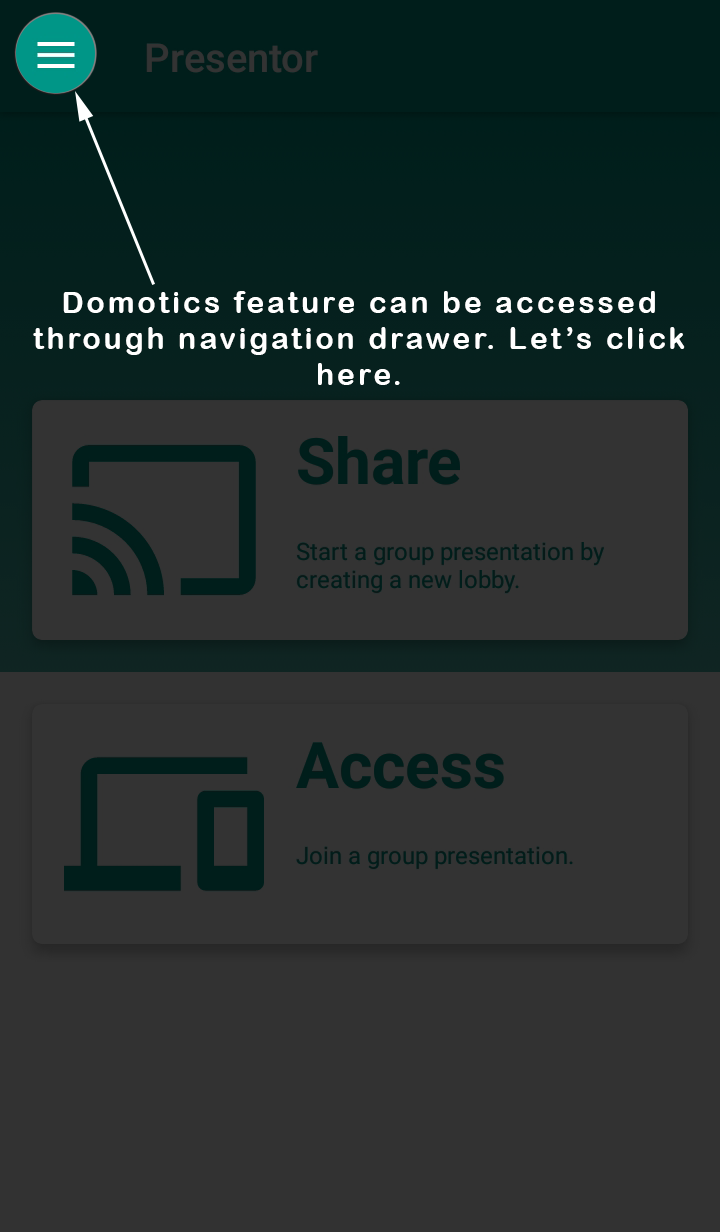 Presentor
Domotics feature can be accessed
through navigation drawer. Let’s click
here.
Share
Start a group presentation by
creating a new lobby.
Access
Join a group presentation.